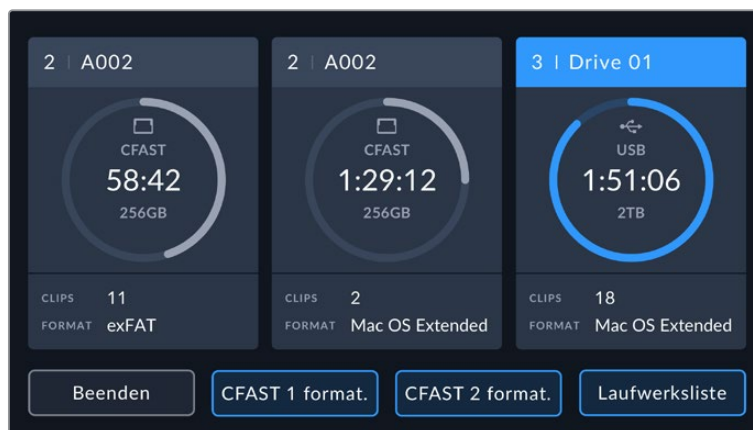 2 | A002
CFAST
58:42
256GB
CLIPS 11
FORMAT exFAT
2 | A002
CFAST
1:29:12
256GB
CLIPS 2
FORMAT Mac OS Extended
3 | Drive 01
USB
1:51:06
2TB
CLIPS 18
FORMAT Mac OS Extended
Beenden
CFAST 1 format.
CFAST 2 format.
Laufwerksliste